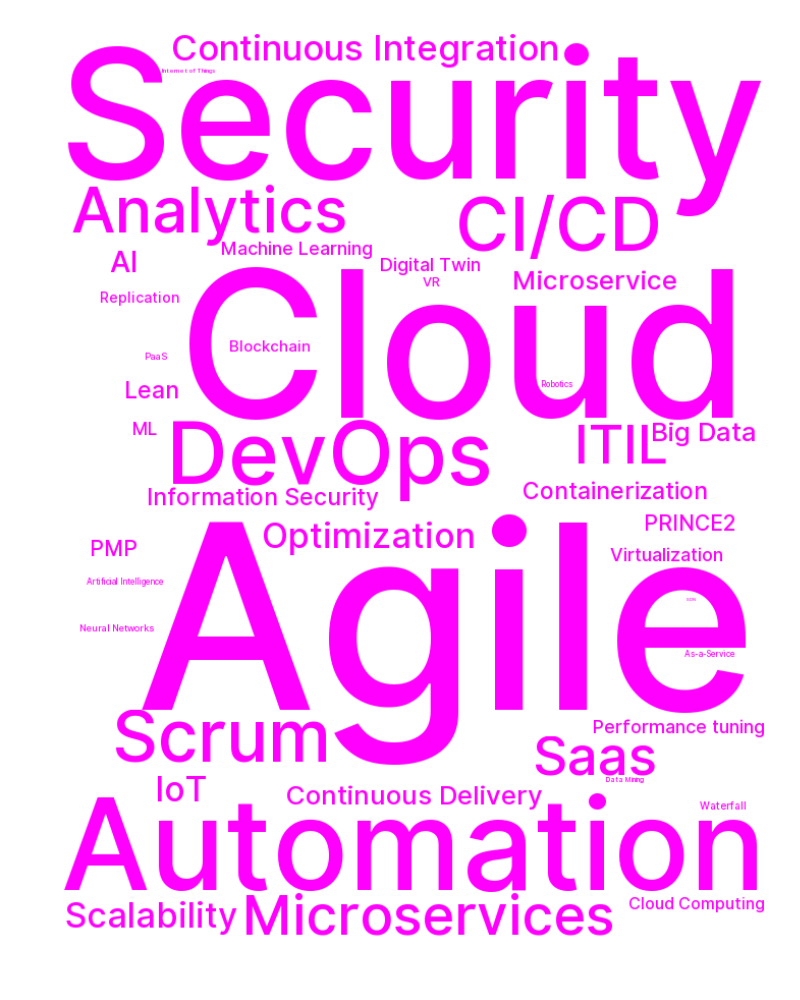 Continuous Integration
Internet of Things
Security
Analytics
CI/CD
Machine Learning
AI
Digital Twin
VR
Microservice
Replication
Cloud
Blockchain
PaaS
Robotics
Lean
ML
DevOps
ITIL
Big Data
Information Security
Containerization
PRINCE2
Optimization
PMP
Virtualization
Artificial Intelligence
Agile
Neural Networks
As-a-Service
Scrum
Performance tuning
Saas
Data Mining
IoT
Continuous Delivery
Waterfall
Automation
Scalability
Microservices
Cloud Computing